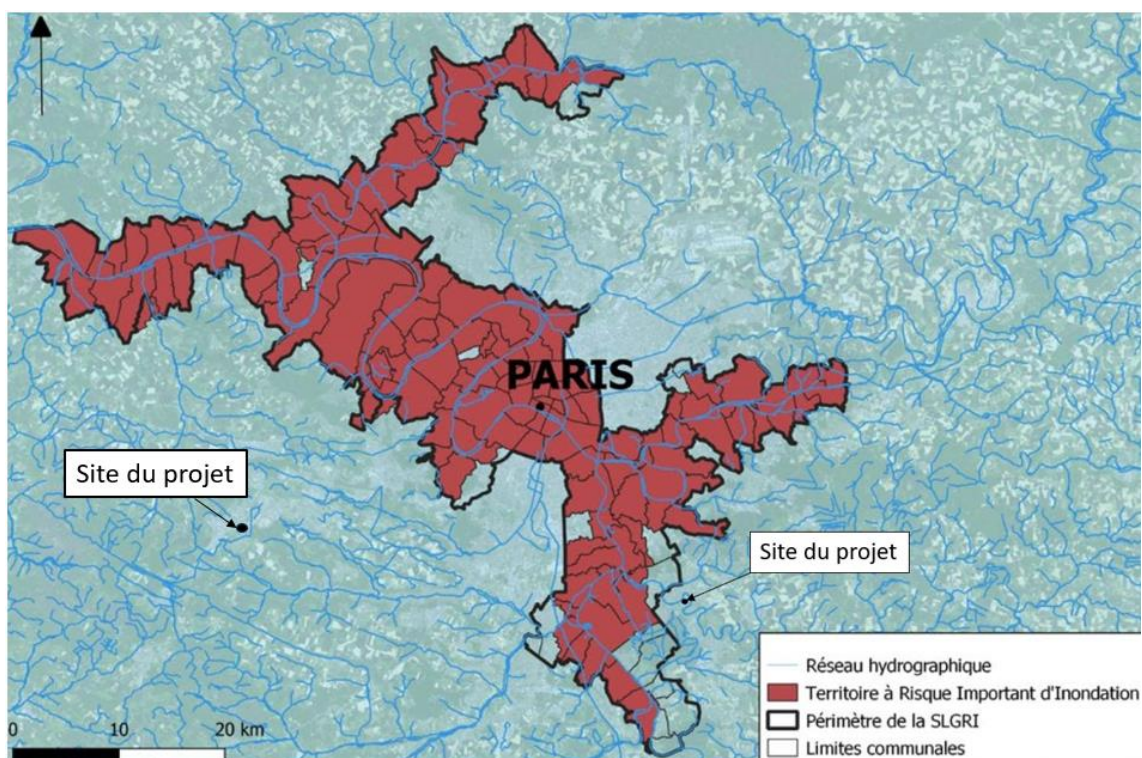 PARIS
Site du projet
Site du projet
Réseau hydrographique
Territoire à Risque Important d'Inondation
Périmètre de la SLGRI
Limites communales
0 10 20 km